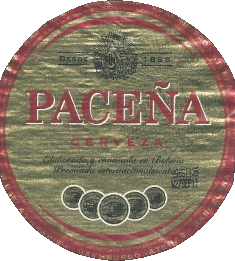 DESDE 1886
PACEÑA
CERVEZA
Elaborada y envasada en Bolivia
Premiada internacionalmente